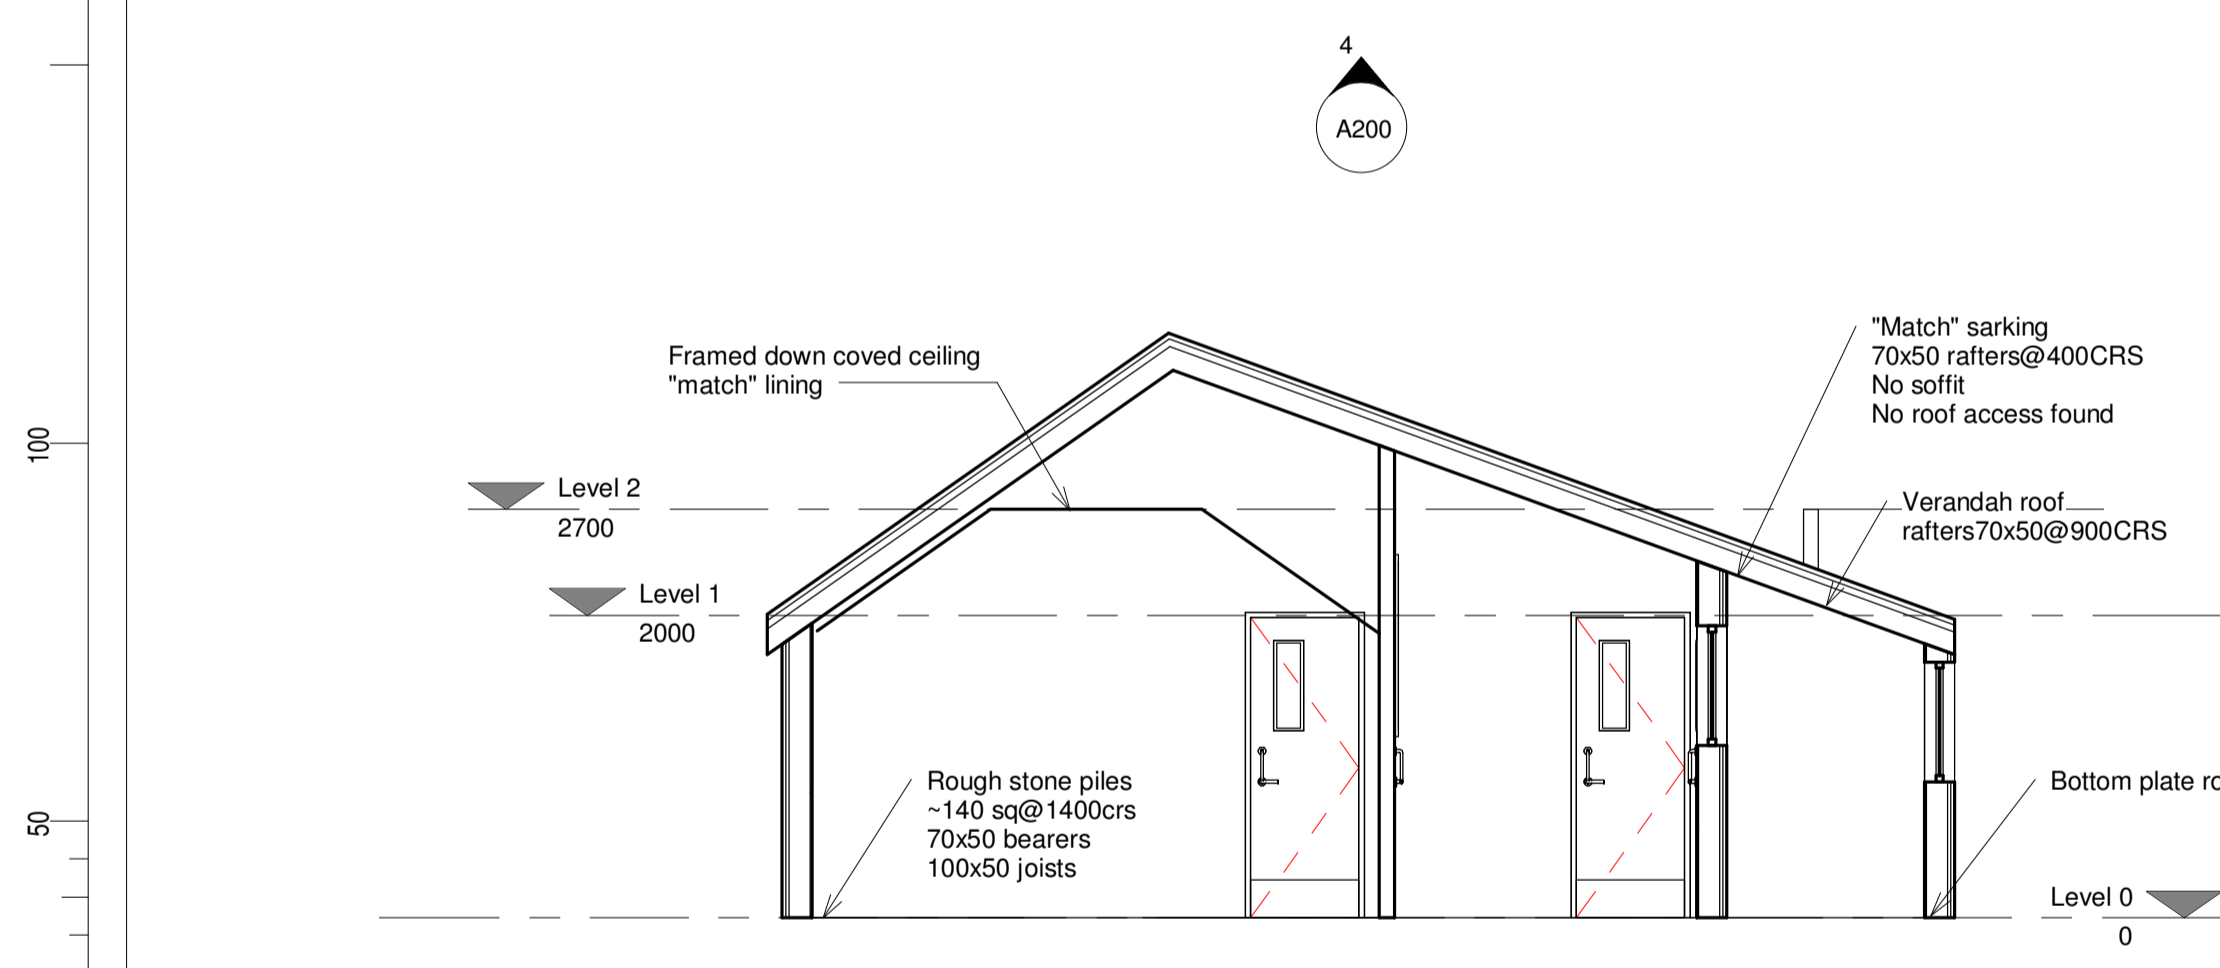 4
A200
"Match" sarking
70x50 rafters@400CRS
No soffit
No roof access found
Framed down coved ceiling
"match" lining
100
Level 2
2700
Verandah roof
rafters70x50@900CRS
Level 1
2000
Rough stone piles
~140 sq@1400crs
70x50 bearers
100x50 joists
50
Bottom plate
Level 0
0